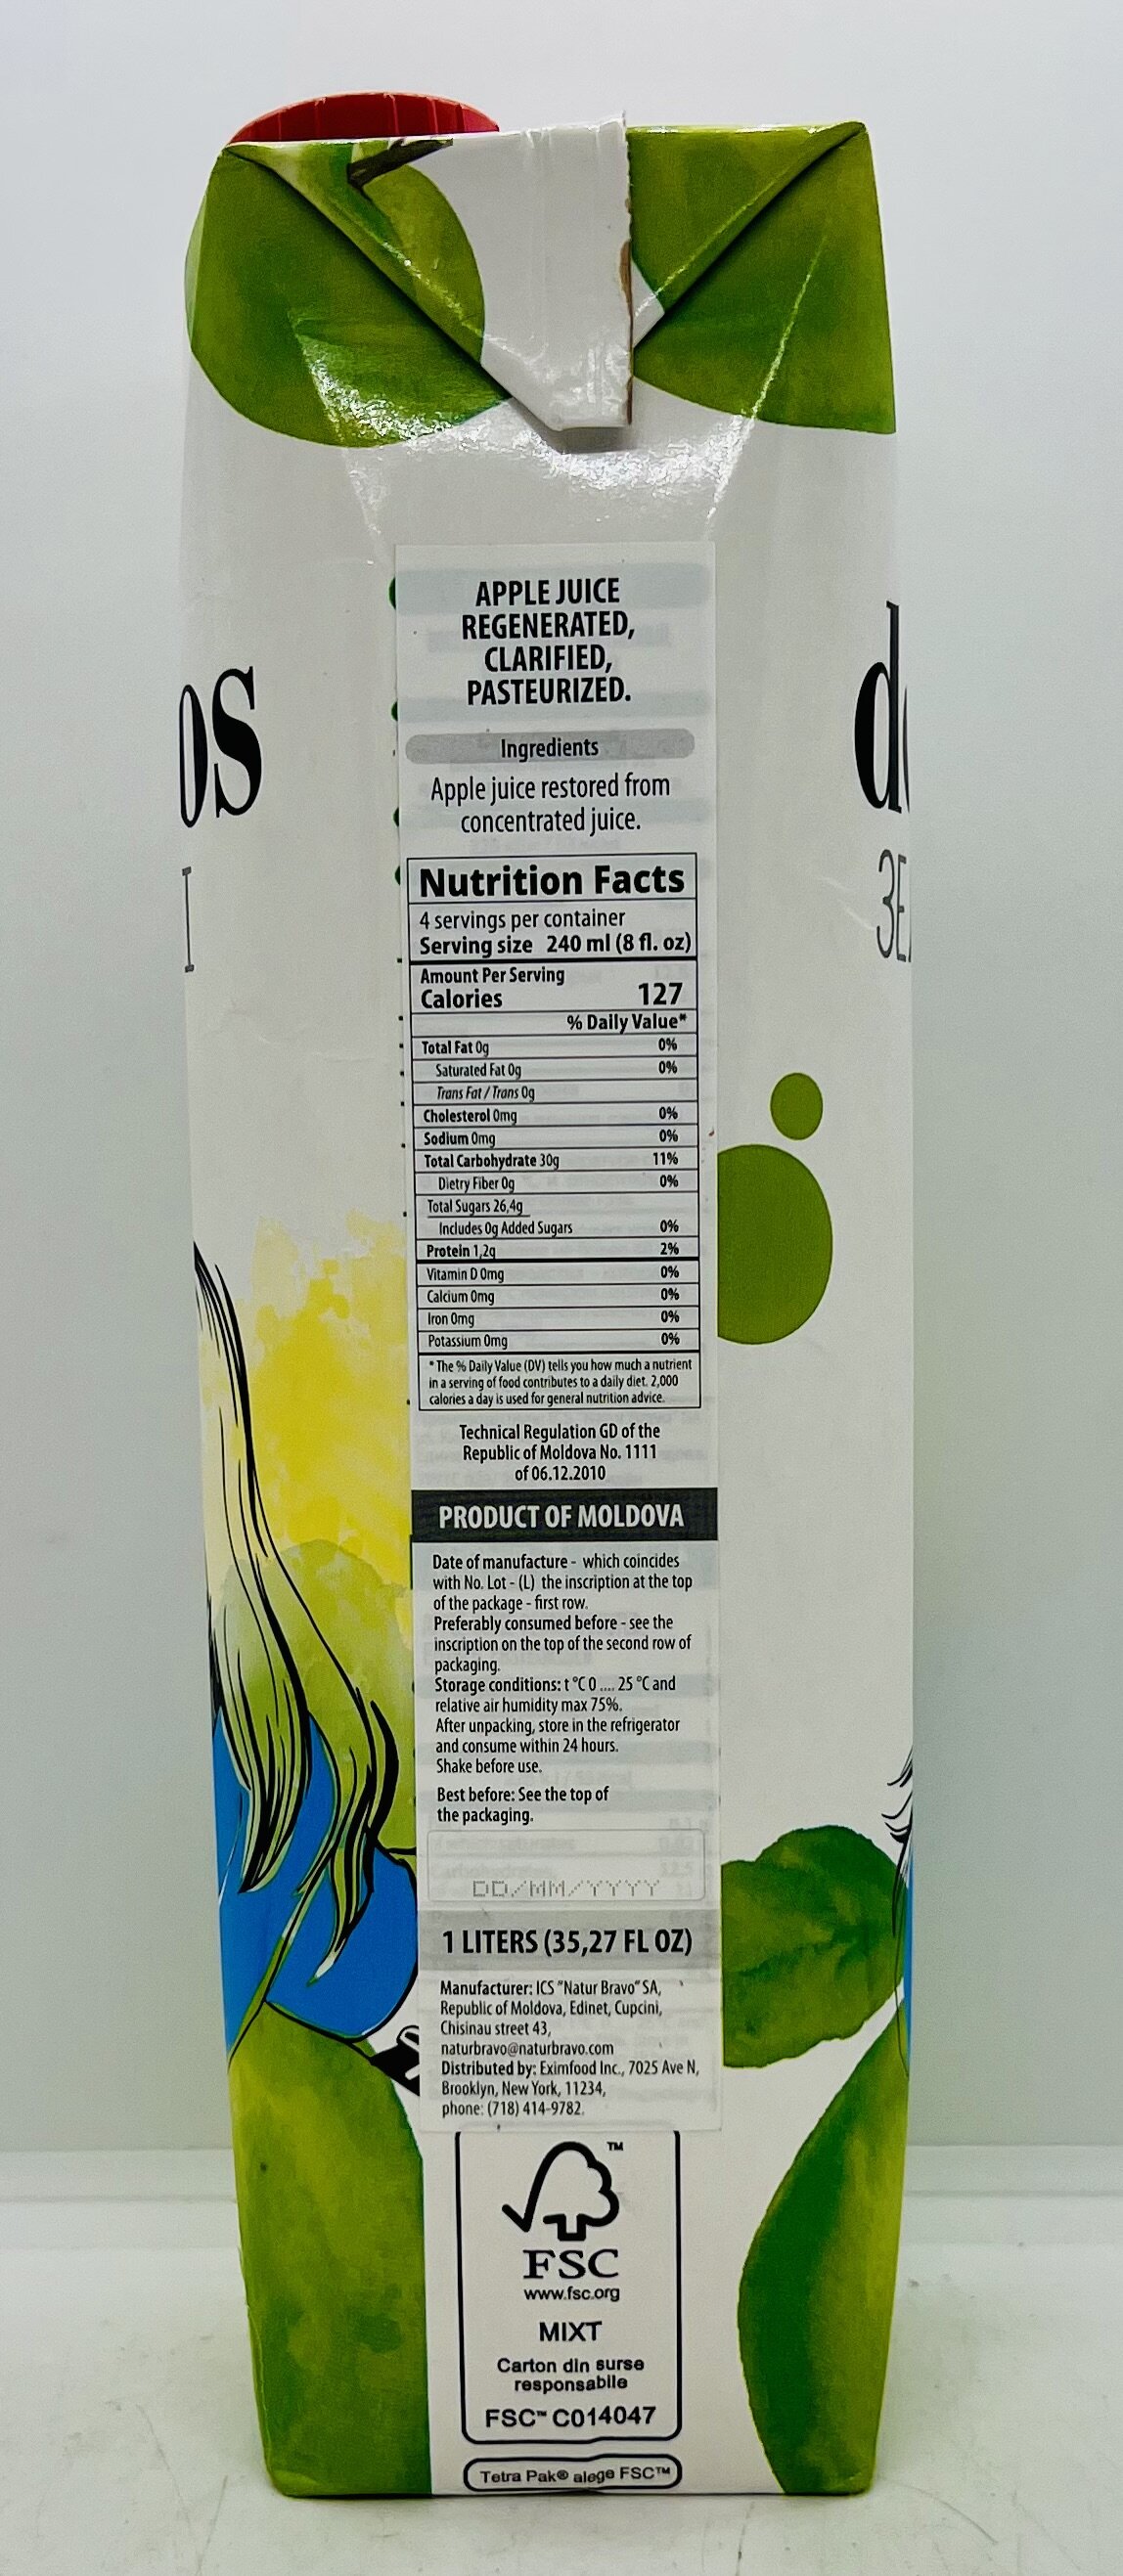 os
d
I
ЗЕ
APPLE JUICE
REGENERATED,
CLARIFIED,
PASTEURIZED.
Ingredients
Apple juice restored from
concentrated juice.
Nutrition Facts
4 servings per container
Serving size 240 ml (8 fl. oz)
Amount Per Serving
Calories 127
% Daily Value*
Total Fat 0g 0%
Saturated Fat 0g 0%
Trans Fat / Trans 0g
Cholesterol 0mg 0%
Sodium 0mg 0%
Total Carbohydrate 30g 11%
Dietry Fiber 0g 0%
Total Sugars 26,4g
Includes 0g Added Sugars 0%
Protein 1,2g 2%
Vitamin D 0mg 0%
Calcium 0mg 0%
Iron 0mg 0%
Potassium 0mg 0%
* The % Daily Value (DV) tells you how much a nutrient
in a serving of food contributes to a daily diet. 2,000
calories a day is used for general nutrition advice.
Technical Regulation GD of the
Republic of Moldova No. 1111
of 06.12.2010
PRODUCT OF MOLDOVA
Date of manufacture - which coincides
with No. Lot - (L) the inscription at the top
of the package - first row.
Preferably consumed before - see the
inscription on the top of the second row of
packaging.
Storage conditions: t °C 0 .... 25 °C and
relative air humidity max 75%.
After unpacking, store in the refrigerator
and consume within 24 hours.
Shake before use.
Best before: See the top of
the packaging.
DD/MM/YYYY
1 LITERS (35,27 FL OZ)
Manufacturer: ICS "Natur Bravo" SA,
Republic of Moldova, Edinet, Cupcini,
Chisinau street 43,
naturbravo@naturbravo.com
Distributed by: Eximfood Inc., 7025 Ave N,
Brooklyn, New York, 11234,
phone: (718) 414-9782.
TM
FSC
www.fsc.org
MIXT
Carton din surse
responsabile
FSC™ C014047
Tetra Pak® alege FSC™